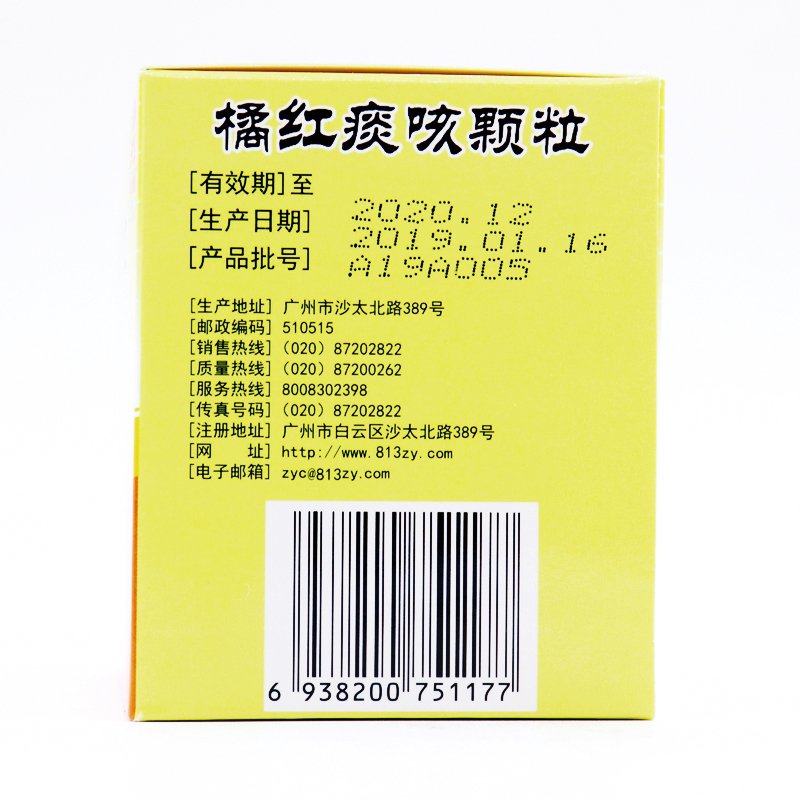 橘红痰咳颗粒
[有效期]至 2020.12
[生产日期] 2019.01.16
[产品批号] A19A005
[生产地址] 广州市沙太北路389号
[邮政编码] 510515
[销售热线] (020) 87202822
[质量热线] (020) 87200262
[服务热线] 8008302398
[传真号码] (020) 87202822
[注册地址] 广州市白云区沙太北路389号
[网 址] http://www.813zy.com
[电子邮箱] zyc@813zy.com
6 938200 751177